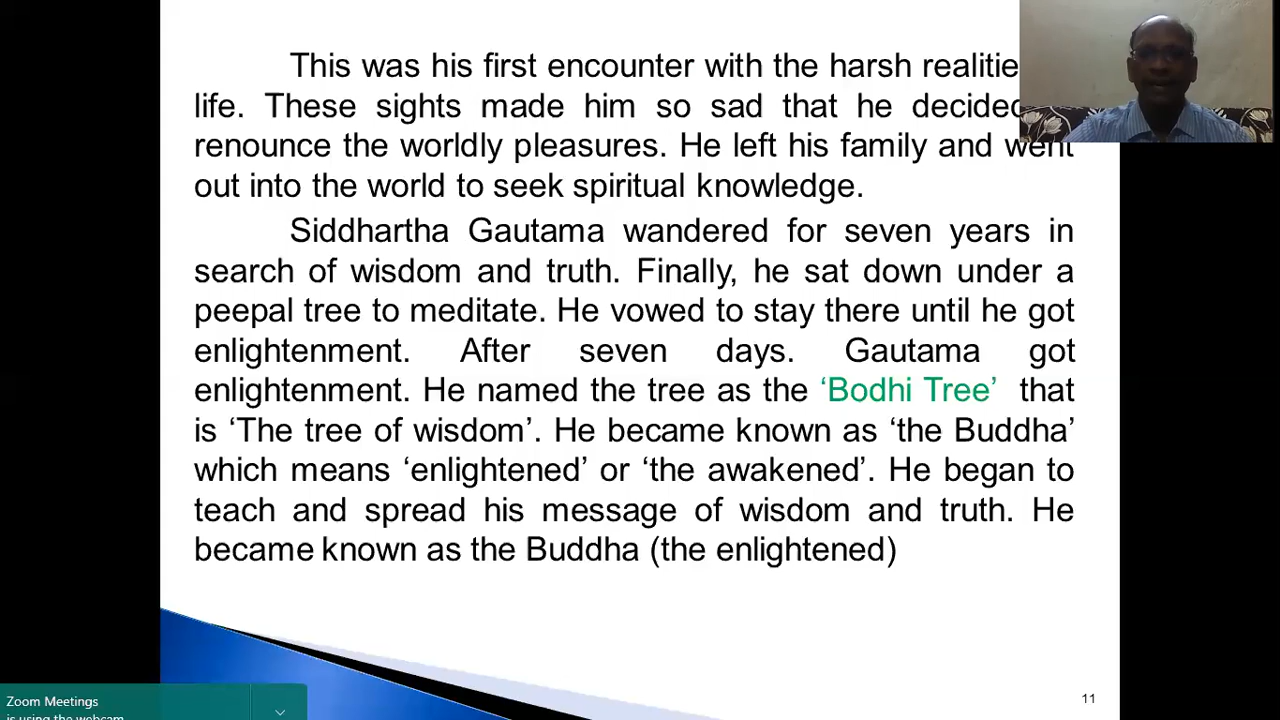 This was his first encounter with the harsh realitie
life. These sights made him so sad that he decided
renounce the worldly pleasures. He left his family and went
out into the world to seek spiritual knowledge.
Siddhartha Gautama wandered for seven years in
search of wisdom and truth. Finally, he sat down under a
peepal tree to meditate. He vowed to stay there until he got
enlightenment. After seven days. Gautama got
enlightenment. He named the tree as the ‘Bodhi Tree’ that
is ‘The tree of wisdom’. He became known as ‘the Buddha’
which means ‘enlightened’ or ‘the awakened’. He began to
teach and spread his message of wisdom and truth. He
became known as the Buddha (the enlightened)
11
Zoom Meetings
is using the webcam